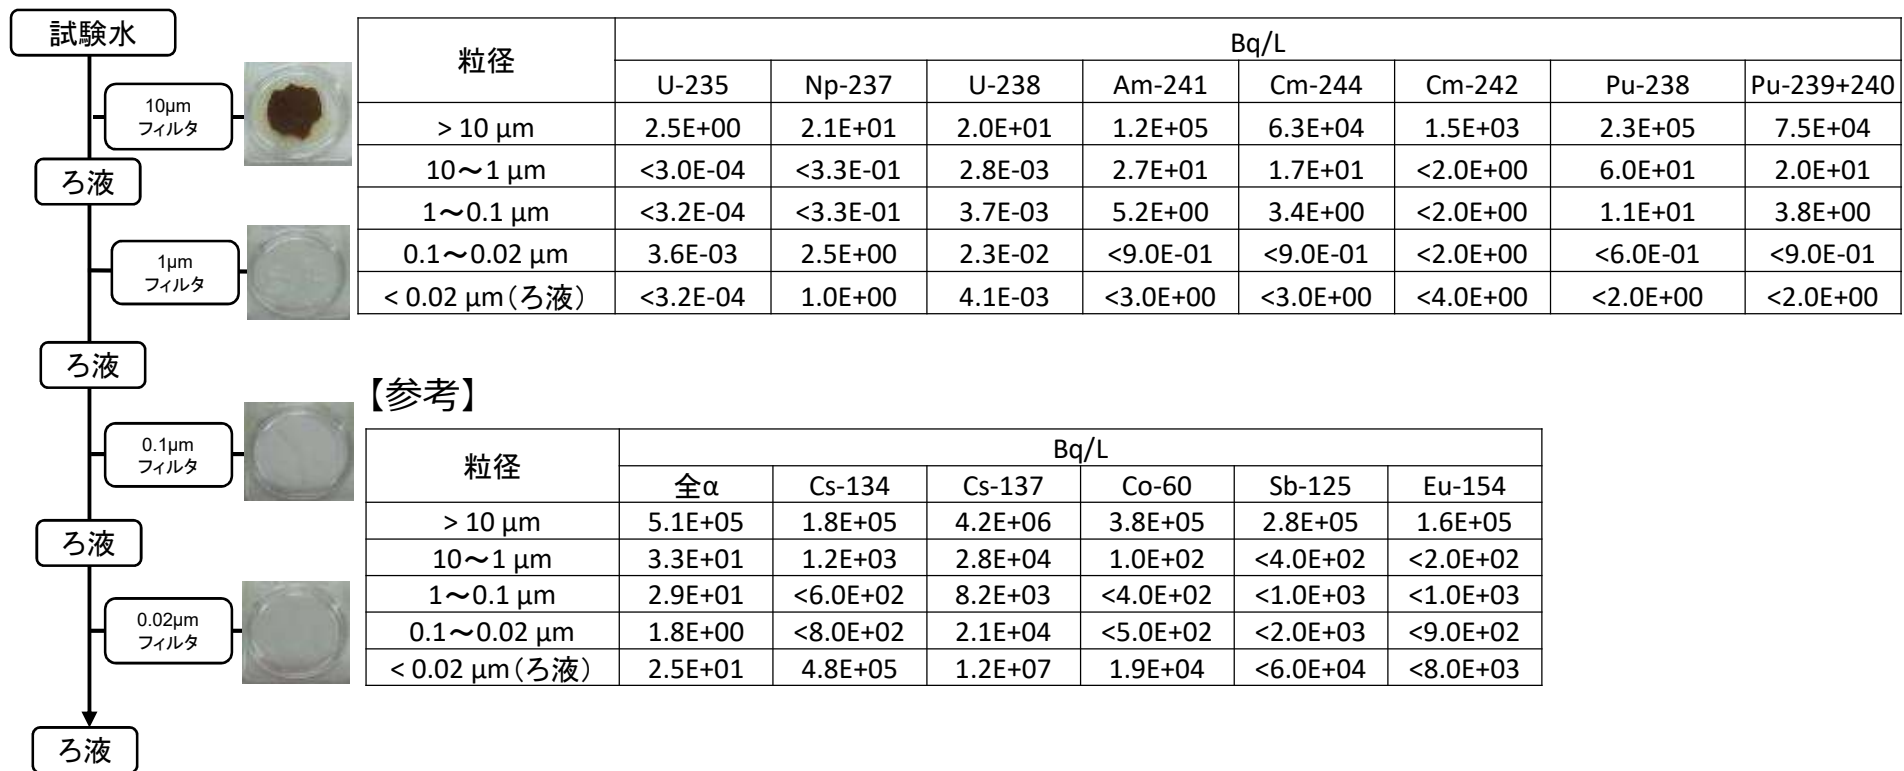 試験水
10µm
フィルタ
ろ液
1µm
フィルタ
ろ液
0.1µm
フィルタ
ろ液
0.02µm
フィルタ
ろ液
粒径 Bq/L
U-235 Np-237 U-238 Am-241 Cm-244 Cm-242 Pu-238 Pu-239+240
> 10 µm 2.5E+00 2.1E+01 2.0E+01 1.2E+05 6.3E+04 1.5E+03 2.3E+05 7.5E+04
10～1 µm <3.0E-04 <3.3E-01 2.8E-03 2.7E+01 1.7E+01 <2.0E+00 6.0E+01 2.0E+01
1～0.1 µm <3.2E-04 <3.3E-01 3.7E-03 5.2E+00 3.4E+00 <2.0E+00 1.1E+01 3.8E+00
0.1～0.02 µm 3.6E-03 2.5E+00 2.3E-02 <9.0E-01 <9.0E-01 <2.0E+00 <6.0E-01 <9.0E-01
< 0.02 µm（ろ液） <3.2E-04 1.0E+00 4.1E-03 <3.0E+00 <3.0E+00 <4.0E+00 <2.0E+00 <2.0E+00
【参考】
粒径 Bq/L
全α Cs-134 Cs-137 Co-60 Sb-125 Eu-154
> 10 µm 5.1E+05 1.8E+05 4.2E+06 3.8E+05 2.8E+05 1.6E+05
10～1 µm 3.3E+01 1.2E+03 2.8E+04 1.0E+02 <4.0E+02 <2.0E+02
1～0.1 µm 2.9E+01 <6.0E+02 8.2E+03 <4.0E+02 <1.0E+03 <1.0E+03
0.1～0.02 µm 1.8E+00 <8.0E+02 2.1E+04 <5.0E+02 <2.0E+03 <9.0E+02
< 0.02 µm（ろ液） 2.5E+01 4.8E+05 1.2E+07 1.9E+04 <6.0E+04 <8.0E+03